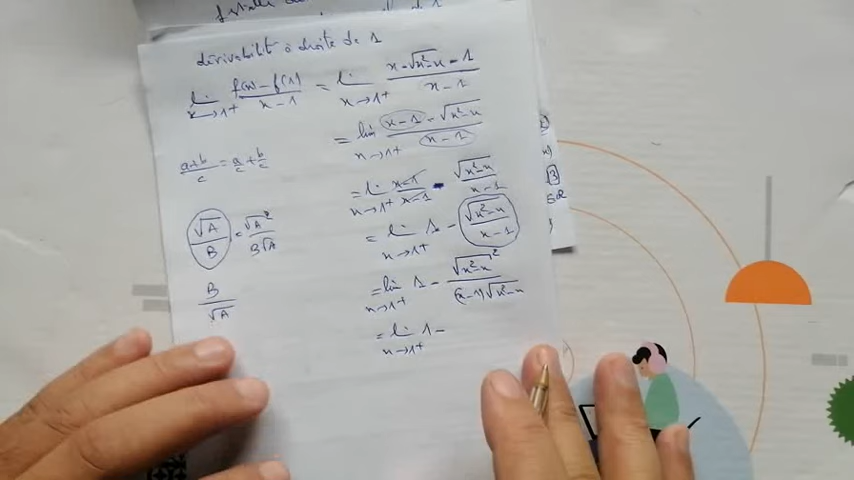 dérivabilité à droite de 1
lim x→1⁺ (f(x) - f(1))/(x - 1) = lim x→1⁺ (x - √(x²-x) - 1)/(x - 1)
= lim x→1⁺ (x - 1 - √(x²-x))/(x - 1)
(a+b)/c = a/c + b/c
= lim x→1⁺ (x-1)/(x-1) - √(x²-x)/(x-1)
= lim x→1⁺ 1 - √(x²-x)/(x-1)
√A/B = √A²/(B√A)
= lim x→1⁺ 1 - √(x²-x)²/((x-1)√(x²-x))
B/√A
= lim x→1⁺ 1 -